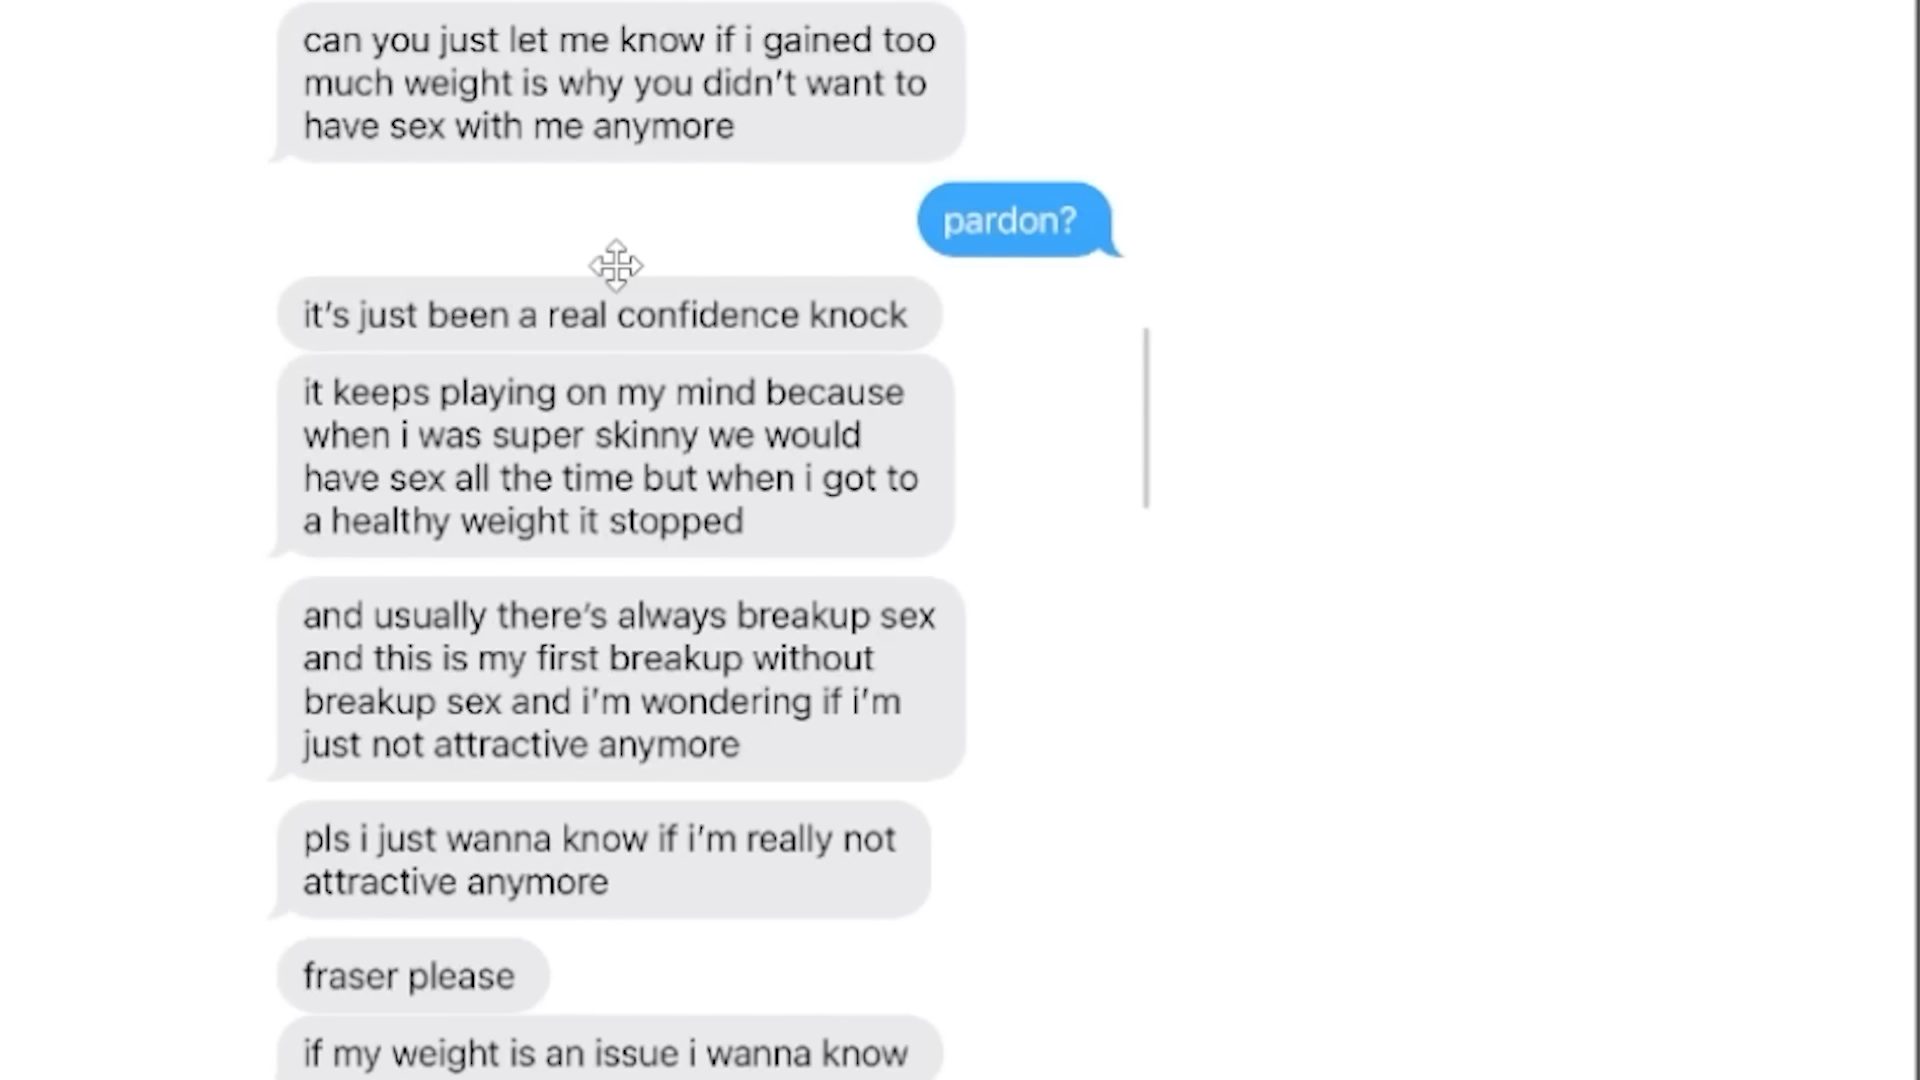 can you just let me know if i gained too
much weight is why you didn't want to
have sex with me anymore
pardon?
it's just been a real confidence knock
it keeps playing on my mind because
when i was super skinny we would
have sex all the time but when i got to
a healthy weight it stopped
and usually there's always breakup sex
and this is my first breakup without
breakup sex and i'm wondering if i'm
just not attractive anymore
pls i just wanna know if i'm really not
attractive anymore
fraser please
if my weight is an issue i wanna know